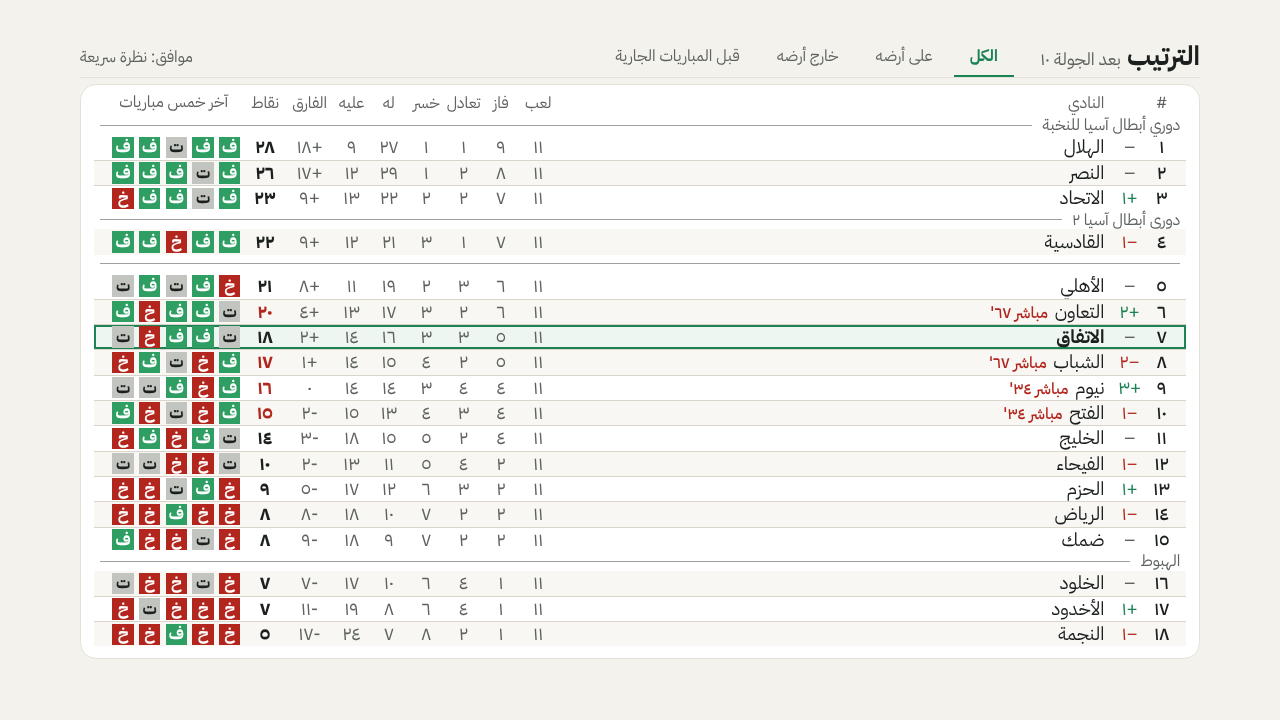 الترتيب بعد الجولة ١٠ الكل على أرضه خارج أرضه قبل المباريات الجارية موافق: نظرة سريعة
# النادي لعب فاز تعادل خسر له عليه الفارق نقاط آخر خمس مباريات
دوري أبطال آسيا للنخبة
١ – الهلال ١١ ٩ ١ ١ ٢٧ ٩ +١٨ ٢٨ ف ف ت ف ف
٢ – النصر ١١ ٨ ٢ ١ ٢٩ ١٢ +١٧ ٢٦ ف ت ف ف ف
٣ +١ الاتحاد ١١ ٧ ٢ ٢ ٢٢ ١٣ +٩ ٢٣ ف ت ف ف خ
دوري أبطال آسيا ٢
٤ –١ القادسية ١١ ٧ ١ ٣ ٢١ ١٢ +٩ ٢٢ ف ف خ ف ف
٥ – الأهلي ١١ ٦ ٣ ٢ ١٩ ١١ +٨ ٢١ خ ف ت ف ت
٦ +٢ التعاون مباشر ٦٧' ١١ ٦ ٢ ٣ ١٧ ١٣ +٤ ٢٠ ت ف ف خ ف
٧ – الاتفاق ١١ ٥ ٣ ٣ ١٦ ١٤ +٢ ١٨ ت ف ف خ ت
٨ –٢ الشباب مباشر ٦٧' ١١ ٥ ٢ ٤ ١٥ ١٤ +١ ١٧ ف خ ت ف خ
٩ +٣ نيوم مباشر ٣٤' ١١ ٤ ٤ ٣ ١٤ ١٤ ٠ ١٦ ف خ ف ت ت
١٠ –١ الفتح مباشر ٣٤' ١١ ٤ ٣ ٤ ١٣ ١٥ -٢ ١٥ ف خ ت خ ف
١١ – الخليج ١١ ٤ ٢ ٥ ١٥ ١٨ -٣ ١٤ ت ف خ ف خ
١٢ –١ الفيحاء ١١ ٢ ٤ ٥ ١١ ١٣ -٢ ١٠ ت خ خ ت ت
١٣ +١ الحزم ١١ ٢ ٣ ٦ ١٢ ١٧ -٥ ٩ خ ف ت خ خ
١٤ –١ الرياض ١١ ٢ ٢ ٧ ١٠ ١٨ -٨ ٨ خ خ ف خ خ
١٥ – ضمك ١١ ٢ ٢ ٧ ٩ ١٨ -٩ ٨ خ ت خ خ ف
الهبوط
١٦ – الخلود ١١ ١ ٤ ٦ ١٠ ١٧ -٧ ٧ خ ت خ خ ت
١٧ +١ الأخدود ١١ ١ ٤ ٦ ٨ ١٩ -١١ ٧ خ خ خ ت خ
١٨ –١ النجمة ١١ ١ ٢ ٨ ٧ ٢٤ -١٧ ٥ خ خ ف خ خ